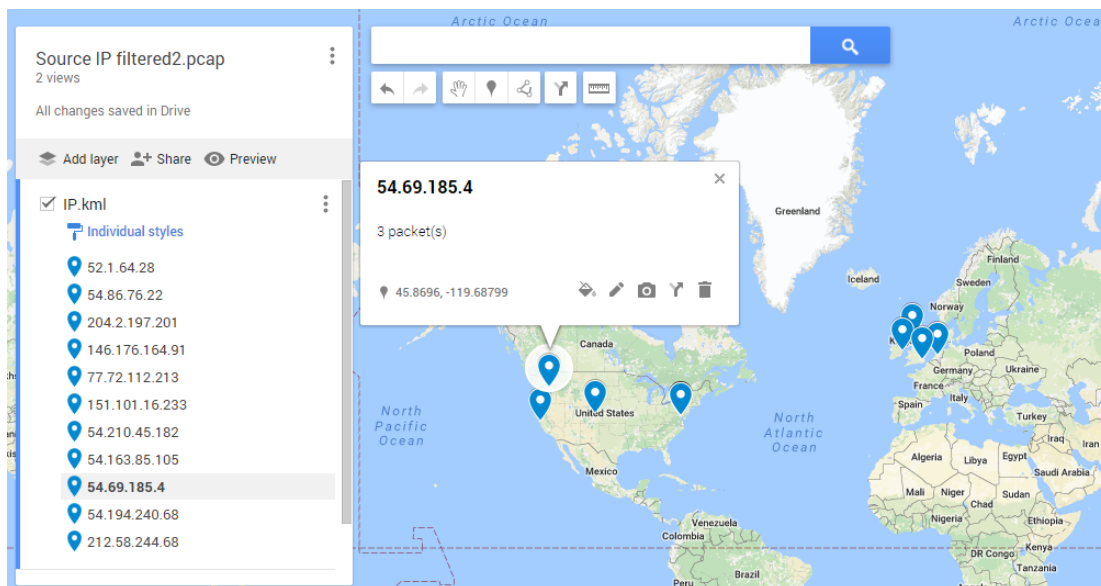 Source IP filtered2.pcap
2 views
All changes saved in Drive
Add layer
Share
Preview
IP.kml
Individual styles
52.1.64.28
54.86.76.22
204.2.197.201
146.176.164.91
77.72.112.213
151.101.16.233
54.210.45.182
54.163.85.105
54.69.185.4
54.194.240.68
212.58.244.68
54.69.185.4
3 packet(s)
45.8696, -119.68799
Arctic Ocean
Arctic Ocea
Greenland
Iceland
Finland
Sweden
Norway
Poland
Germany
Ukraine
France
Italy
Spain
Turkey
Iraq
Iran
Algeria
Libya
Egypt
Saudi Arabia
Mali
Niger
Chad
Sudan
Nigeria
Ethiopia
DR Congo
Kenya
Tanzania
Canada
United States
Mexico
North
Pacific
Ocean
North
Atlantic
Ocean
Venezuela
Colombia
Brazil
Peru